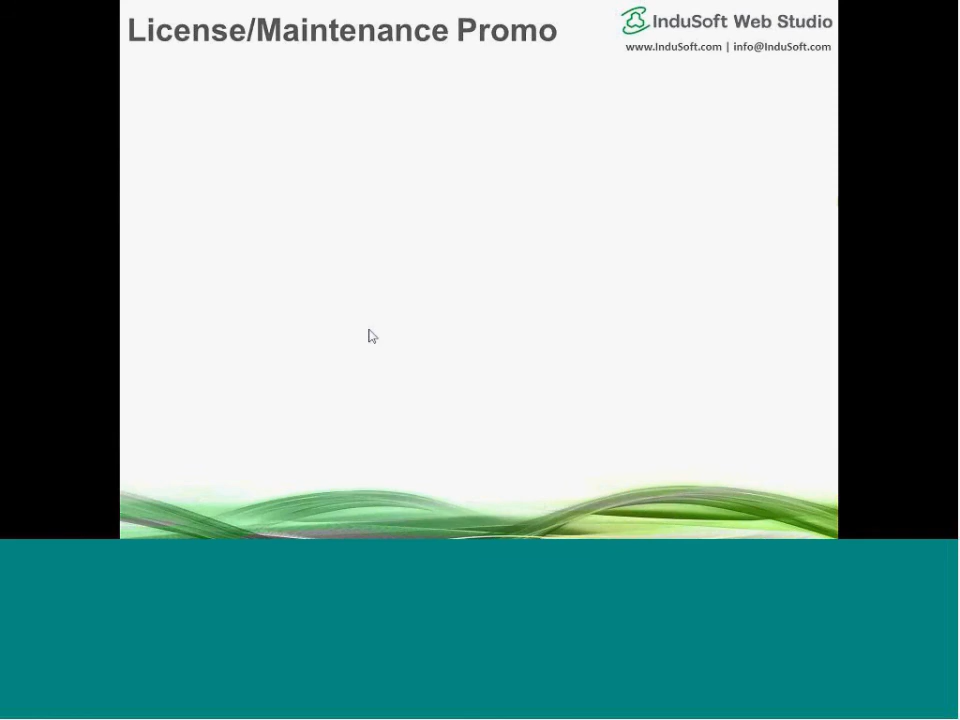 License/Maintenance Promo
InduSoft Web Studio
www.InduSoft.com | info@InduSoft.com